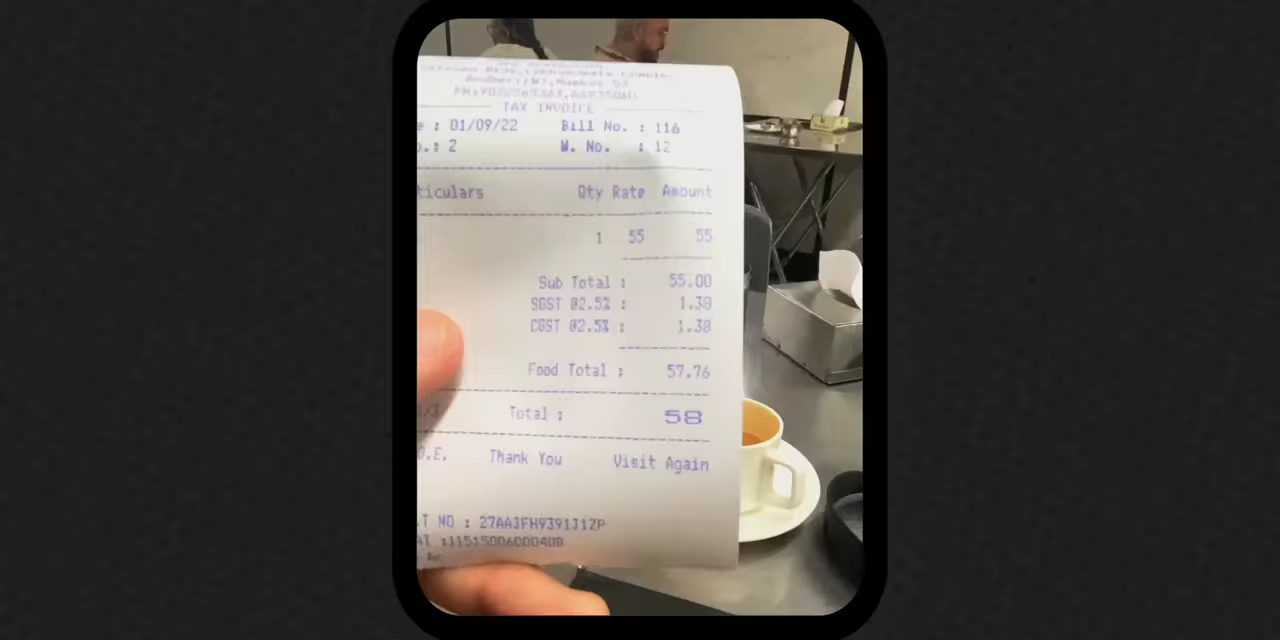 TAX INVOICE
e : 01/09/22 Bill No. : 116
o.: 2 W. No. : 12
ticulars Qty Rate Amount
1 55 55
Sub Total : 55.00
SGST @2.5% : 1.38
CGST @2.5% : 1.38
Food Total : 57.76
Total : 58
O.E. Thank You Visit Again
T NO : 27AAJFH9391J1ZP